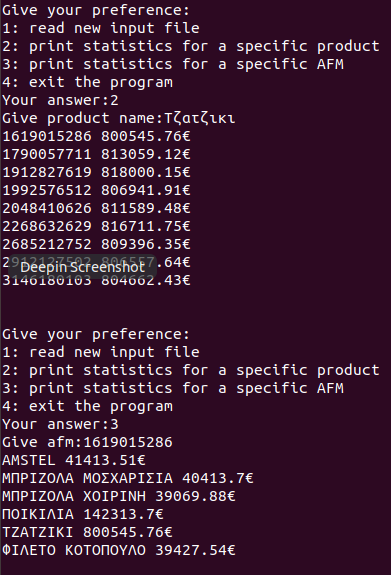 Give your preference:
1: read new input file
2: print statistics for a specific product
3: print statistics for a specific AFM
4: exit the program
Your answer:2
Give product name:Τζατζικι
1619015286 800545.76€
1790057711 813059.12€
1912827619 818000.15€
1992576512 806941.91€
2048410626 811589.48€
2268632629 816711.75€
2685212752 809396.35€
Deepin Screenshot
3146180103 804662.43€
Give your preference:
1: read new input file
2: print statistics for a specific product
3: print statistics for a specific AFM
4: exit the program
Your answer:3
Give afm:1619015286
AMSTEL 41413.51€
ΜΠΡΙΖΟΛΑ ΜΟΣΧΑΡΙΣΙΑ 40413.7€
ΜΠΡΙΖΟΛΑ ΧΟΙΡΙΝΗ 39069.88€
ΠΟΙΚΙΛΙΑ 142313.7€
ΤΖΑΤΖΙΚΙ 800545.76€
ΦΙΛΕΤΟ ΚΟΤΟΠΟΥΛΟ 39427.54€